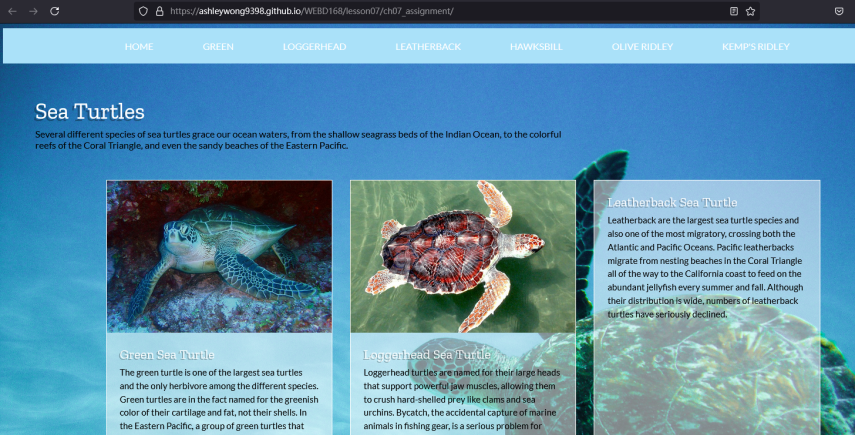 https://ashleywong9398.github.io/WEBD168/lesson07/ch07_assignment/
HOME GREEN LOGGERHEAD LEATHERBACK HAWKSBILL OLIVE RIDLEY KEMP'S RIDLEY
Sea Turtles
Several different species of sea turtles grace our ocean waters, from the shallow seagrass beds of the Indian Ocean, to the colorful
reefs of the Coral Triangle, and even the sandy beaches of the Eastern Pacific.
Green Sea Turtle
The green turtle is one of the largest sea turtles
and the only herbivore among the different species.
Green turtles are in the fact named for the greenish
color of their cartilage and fat, not their shells. In
the Eastern Pacific, a group of green turtles that
Loggerhead Sea Turtle
Loggerhead turtles are named for their large heads
that support powerful jaw muscles, allowing them
to crush hard-shelled prey like clams and sea
urchins. Bycatch, the accidental capture of marine
animals in fishing gear, is a serious problem for
Leatherback Sea Turtle
Leatherback are the largest sea turtle species and
also one of the most migratory, crossing both the
Atlantic and Pacific Oceans. Pacific leatherbacks
migrate from nesting beaches in the Coral Triangle
all of the way to the California coast to feed on the
abundant jellyfish every summer and fall. Although
their distribution is wide, numbers of leatherback
turtles have seriously declined.